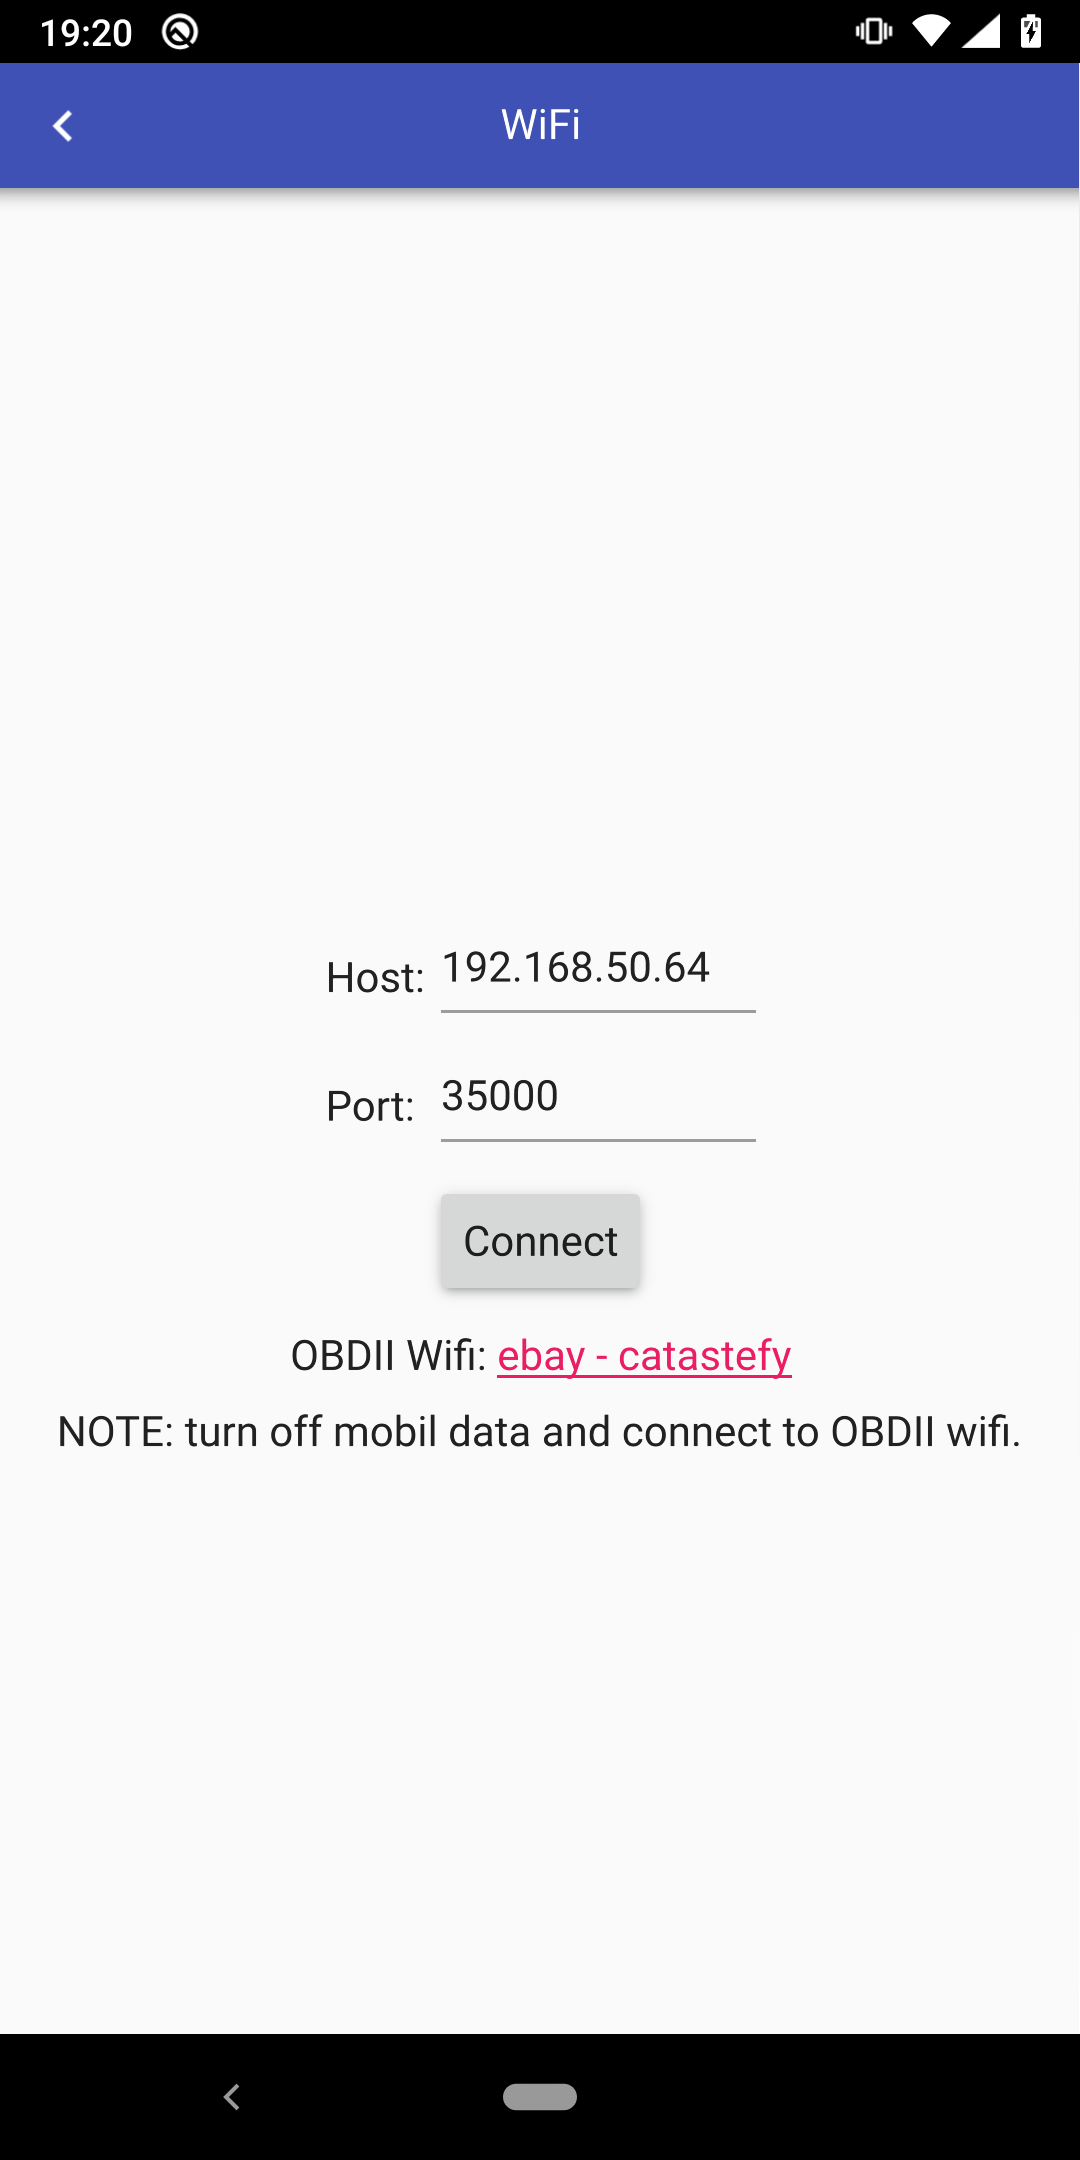 19:20
WiFi
Host: 192.168.50.64
Port: 35000
Connect
OBDII Wifi: ebay - catastefy
NOTE: turn off mobil data and connect to OBDII wifi.